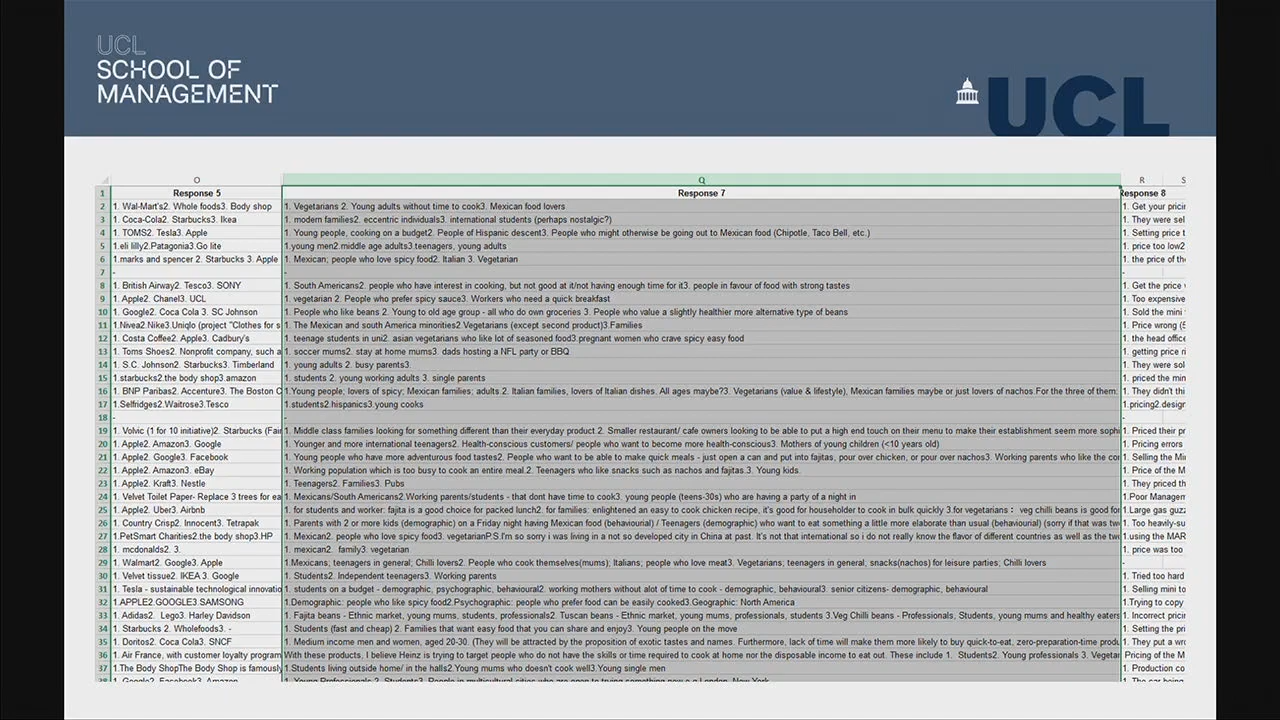 UCL
SCHOOL OF
MANAGEMENT
UCL
O Q R S
1 Response 5 Response 7 Response 8
2 1. Wal-Mart's2. Whole foods3. Body shop 1. Vegetarians 2. Young adults without time to cook3. Mexican food lovers 1. Get your pricin
3 1. Coca-Cola2. Starbucks3. Ikea 1. modern families2. eccentric individuals3. international students (perhaps nostalgic?) 1. They were sel
4 1. TOMS2. Tesla3. Apple 1. Young people, cooking on a budget2. People of Hispanic descent3. People who might otherwise be going out to Mexican food (Chipotle, Taco Bell, etc.) 1. Setting price t
5 1.eli lilly2.Patagonia3.Go lite 1.young men2.middle age adults3.teenagers, young adults 1. price too low2
6 1.marks and spencer 2. Starbucks 3. Apple 1. Mexican; people who love spicy food2. Italian 3. Vegetarian 1. the price of the
7 - - -
8 1. British Airway2. Tesco3. SONY 1. South Americans2. people who have interest in cooking, but not good at it/not having enough time for it3. people in favour of food with strong tastes 1. Get the price v
9 1. Apple2. Chanel3. UCL 1. vegetarian 2. People who prefer spicy sauce3. Workers who need a quick breakfast 1. Too expensive
10 1. Google2. Coca Cola 3. SC Johnson 1. People who like beans 2. Young to old age group - all who do own groceries 3. People who value a slightly healthier more alternative type of beans 1. Sold the mini
11 1.Nivea2.Nike3.Uniqlo (project "Clothes for s 1. The Mexican and south America minorities2.Vegetarians (except second product)3.Families 1. Price wrong (5
12 1. Costa Coffee2. Apple3. Cadbury's 1. teenage students in uni2. asian vegetarians who like lot of seasoned food3.pregnant women who crave spicy easy food 1. the head office
13 1. Toms Shoes2. Nonprofit company, such a 1. soccer mums2. stay at home mums3. dads hosting a NFL party or BBQ 1. getting price ri
14 1. S.C. Johnson2. Starbucks3. Timberland 1. young adults 2. busy parents3. 1. They were sol
15 1.starbucks2.the body shop3.amazon 1. students 2. young working adults 3. single parents 1. priced the min
16 1. BNP Paribas2. Accenture3. The Boston C 1.Young people, lovers of spicy; Mexican families; adults 2. Italian families, lovers of Italian dishes. All ages maybe?3. Vegetarians (value & lifestyle), Mexican families maybe or just lovers of nachos.For the three of them: 1. They didn't thi
17 1.Selfridges2.Waitrose3.Tesco 1.students2.hispanics3.young cooks 1.pricing2.design
18 - - -
19 1. Volvic (1 for 10 initiative)2. Starbucks (Fair 1. Middle class families looking for something different than their everyday product.2. Smaller restaurant/ cafe owners looking to be able to put a high end touch on their menu to make their establishment seem more sophi 1. Priced their pr
20 1. Apple2. Amazon3. Google 1. Younger and more international teenagers2. Health-conscious customers/ people who want to become more health-conscious3. Mothers of young children (<10 years old) 1. Pricing errors
21 1. Apple2. Google3. Facebook 1. Young people who have more adventurous food tastes2. People who want to be able to make quick meals - just open a can and put into fajitas, pour over chicken, or pour over nachos3. Working parents who like the cor 1. Selling the Min
22 1. Apple2. Amazon3. eBay 1. Working population which is too busy to cook an entire meal.2. Teenagers who like snacks such as nachos and fajitas.3. Young kids. 1. Price of the M
23 1. Apple2. Kraft3. Nestle 1. Teenagers2. Families3. Pubs 1. They priced th
24 1. Velvet Toilet Paper- Replace 3 trees for ea 1. Mexicans/South Americans2.Working parents/students - that dont have time to cook3. young people (teens-30s) who are having a party of a night in 1.Poor Managem
25 1. Apple2. Uber3. Airbnb 1. for students and worker: fajita is a good choice for packed lunch2. for families: enlightened an easy to cook chicken recipe, it's good for householder to cook in bulk quickly 3.for vegetarians： veg chilli beans is good for 1.Large gas guzz
26 1. Country Crisp2. Innocent3. Tetrapak 1. Parents with 2 or more kids (demographic) on a Friday night having Mexican food (behaviourial) / Teenagers (demographic) who want to eat something a little more elaborate than usual (behaviourial) (sorry if that was tw 1. Too heavily-su
27 1.PetSmart Charities2.the body shop3.HP 1. Mexican2. people who love spicy food3. vegetarianP.S.I'm so sorry i was living in a not so developed city in China at past. It's not that international so i do not really know the flavor of different countries as well as the two 1.using the MAR
28 1. mcdonalds2. 3. 1. mexican2. family3. vegetarian 1. price was too
29 1. Walmart2. Google3. Apple 1.Mexicans; teenagers in general; Chilli lovers2. People who cook themselves(mums); Italians; people who love meat3. Vegetarians; teenagers in general, snacks(nachos) for leisure parties; Chilli lovers -
30 1. Velvet tissue2. IKEA 3. Google 1. Students2. Independent teenagers3. Working parents 1. Tried too hard
31 1. Tesla - sustainable technological innovatio 1. students on a budget - demographic, psychographic, behavioural2. working mothers without alot of time to cook - demographic, behavioural3. senior citizens- demographic, behavioural 1. Selling mini to
32 1.APPLE2.GOOGLE3.SAMSONG 1.Demographic: people who like spicy food2.Psychographic: people who prefer food can be easily cooked3.Geographic: North America 1.Trying to copy
33 1. Adidas2. Lego3. Harley Davidson 1. Fajita beans - Ethnic market, young mums, students, professionals2. Tuscan beans - Ethnic market, young mums, professionals, students 3.Veg Chilli beans - Professionals, Students, young mums and healthy eaters 1. Incorrect pricin
34 1. Starbucks 2. Wholefoods3. - 1. Students (fast and cheap) 2. Families that want easy food that you can share and enjoy3. Young people on the move 1. Setting the pri
35 1. Doritos2. Coca Cola3. SNCF 1. Medium income men and women, aged 20-30 (They will be attracted by the proposition of exotic tastes and names. Furthermore, lack of time will make them more likely to buy quick-to-eat, zero-preparation-time produ 1. They put a wro
36 1. Air France, with customer loyalty program With these products, I believe Heinz is trying to target people who do not have the skills or time required to cook at home nor the disposable income to eat out. These include 1. Students2. Young professionals 3. Vegetar Pricing of the M
37 1.The Body ShopThe Body Shop is famously 1.Students living outside home/ in the halls2.Young mums who doesn't cook well3.Young single men 1. Production co
38 1. Google2. Facebook3. Amazon 1. Young Professionals 2. Students3. People in multicultural cities who are open to trying something new e.g London, New York 1. The car being